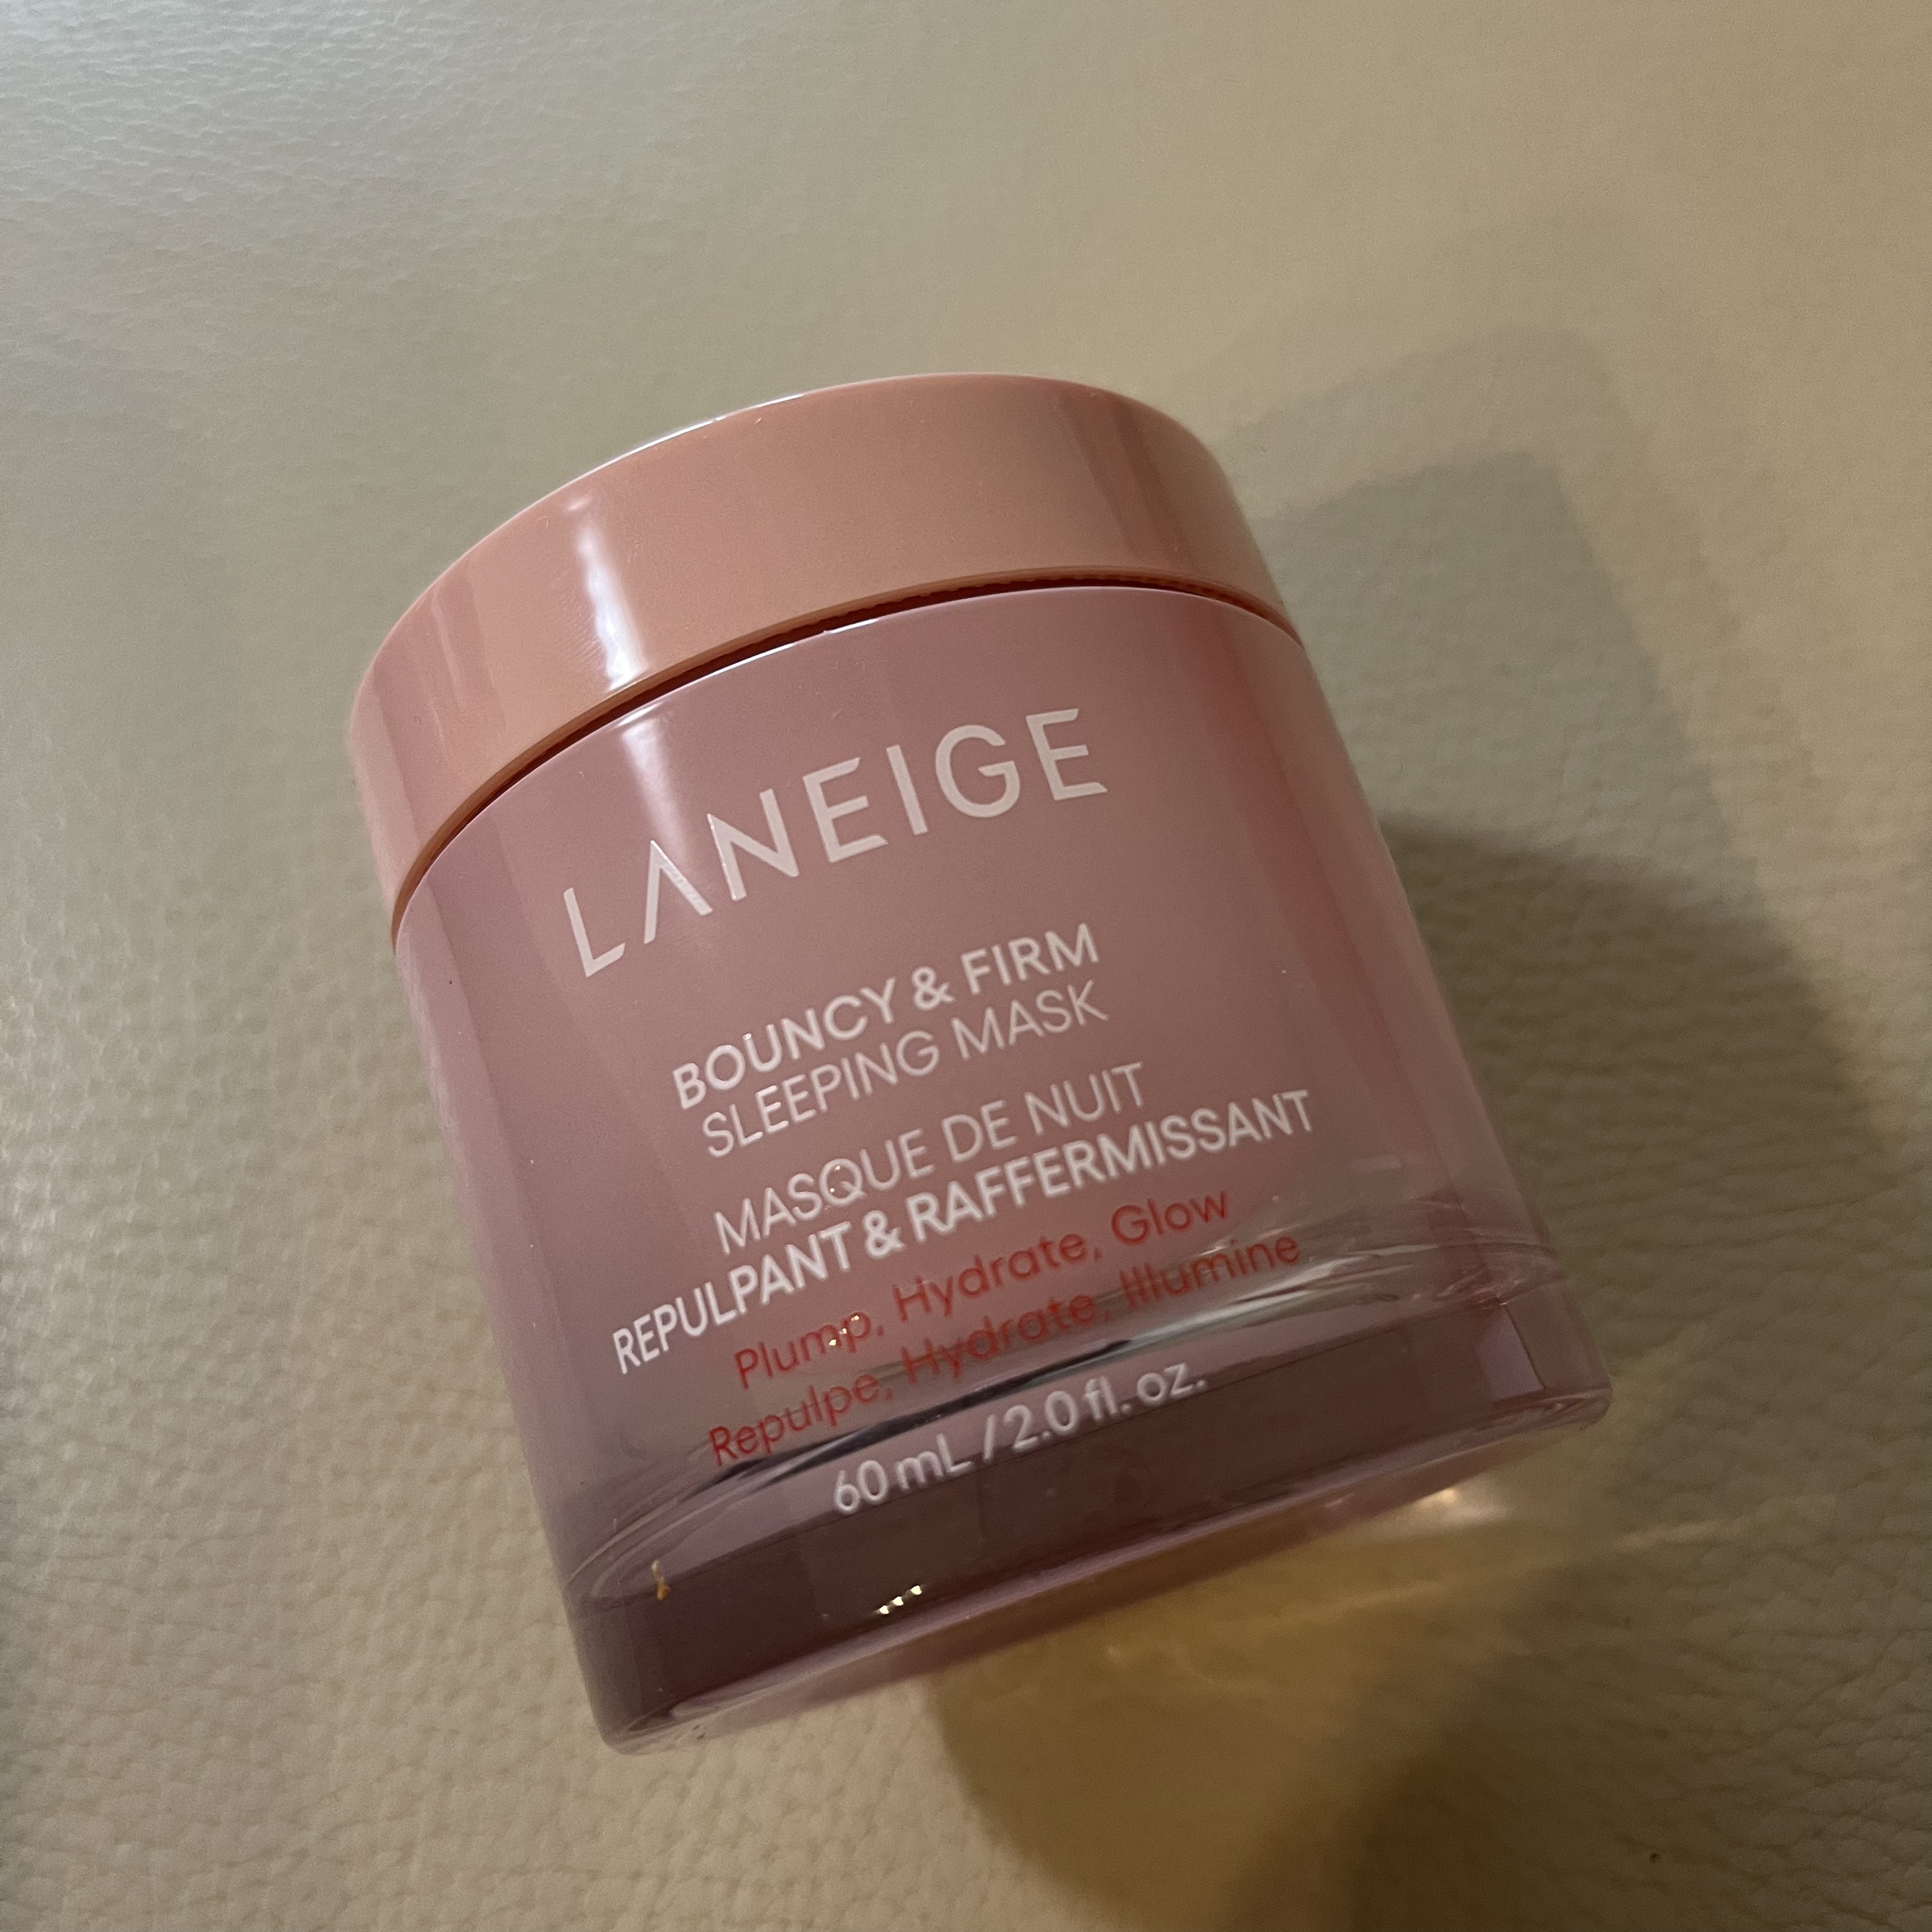 LANEIGE
BOUNCY & FIRM
SLEEPING MASK
MASQUE DE NUIT
REPULPANT & RAFFERMISSANT
Plump, Hydrate, Glow
Repulpe, Hydrate, Illumine
60 mL / 2.0 fl. oz.